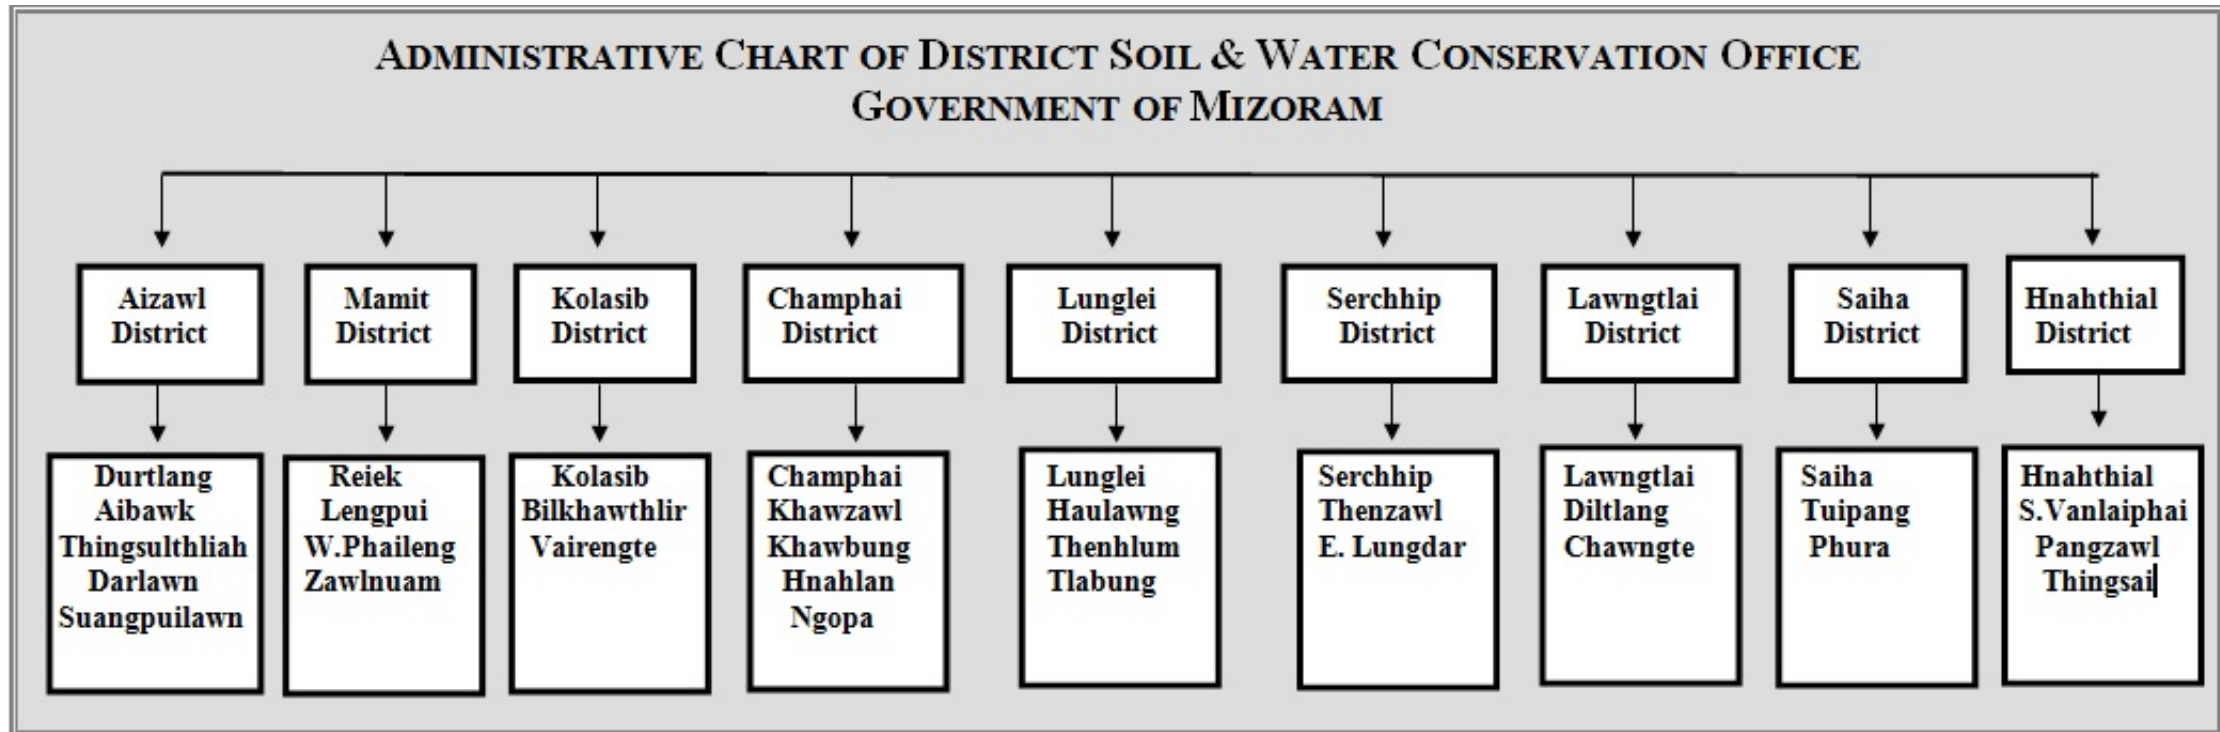 ADMINISTRATIVE CHART OF DISTRICT SOIL & WATER CONSERVATION OFFICE
GOVERNMENT OF MIZORAM
Aizawl
District
Mamit
District
Kolasib
District
Champhai
District
Lunglei
District
Serchhip
District
Lawngtlai
District
Saiha
District
Hnahthial
District
Durtlang
Aibawk
Thingsulthliah
Darlawn
Suangpuilawn
Reiek
Lengpui
W.Phaileng
Zawlnuam
Kolasib
Bilkhawthlir
Vairengte
Champhai
Khawzawl
Khawbung
Hnahlan
Ngopa
Lunglei
Haulawng
Thenhlum
Tlabung
Serchhip
Thenzawl
E. Lungdar
Lawngtlai
Diltlang
Chawngte
Saiha
Tuipang
Phura
Hnahthial
S.Vanlaiphai
Pangzawl
Thingsai